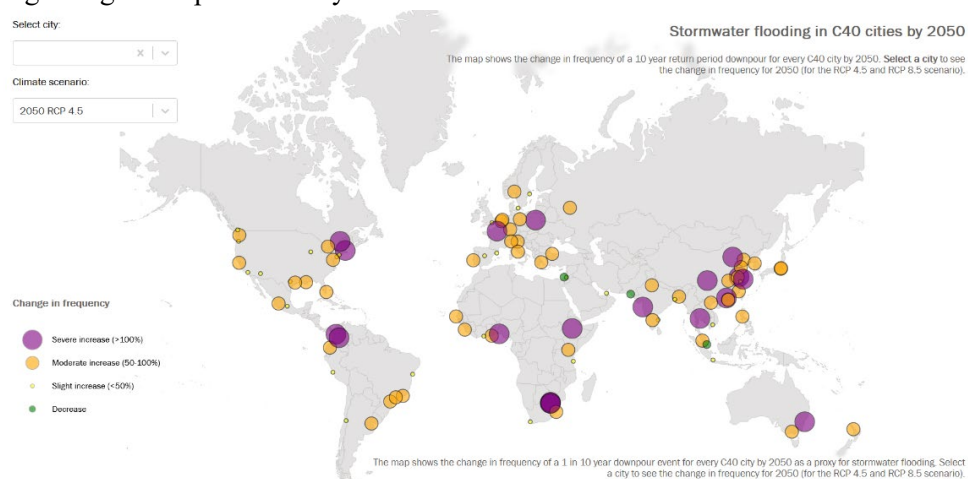 Select city:
Climate scenario:
2050 RCP 4.5
Stormwater flooding in C40 cities by 2050
The map shows the change in frequency of a 10 year return period downpour for every C40 city by 2050. Select a city to see
the change in frequency for 2050 (for the RCP 4.5 and RCP 8.5 scenario).
Change in frequency
Severe increase (>100%)
Moderate increase (50-100%)
Slight increase (<50%)
Decrease
The map shows the change in frequency of a 1 in 10 year downpour event for every C40 city by 2050 as a proxy for stormwater flooding. Select
a city to see the change in frequency for 2050 (for the RCP 4.5 and RCP 8.5 scenario).